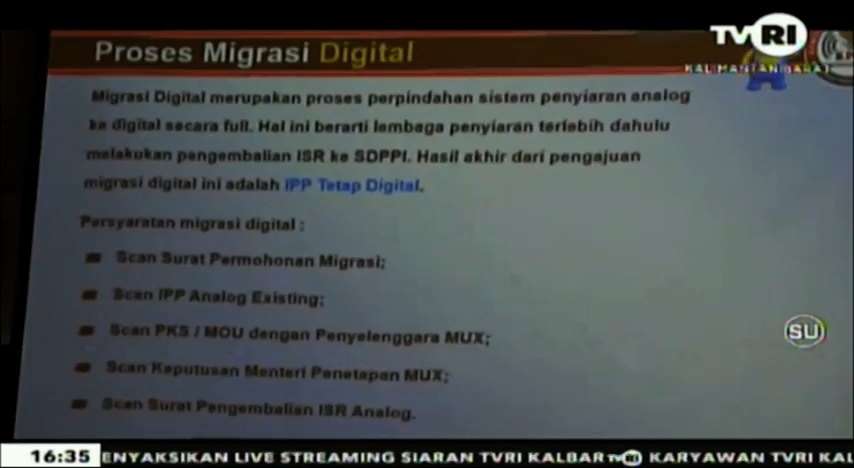 Proses Migrasi Digital
TVRI
KALIMANTAN BARAT
Migrasi Digital merupakan proses perpindahan sistem penyiaran analog
ke digital secara full. Hal ini berarti lembaga penyiaran terlebih dahulu
melakukan pengembalian ISR ke SDPPI. Hasil akhir dari pengajuan
migrasi digital ini adalah IPP Tetap Digital.
Persyaratan migrasi digital :
Scan Surat Permohonan Migrasi;
Scan IPP Analog Existing;
Scan PKS / MOU dengan Penyelenggara MUX;
SU
Scan Keputusan Menteri Penetapan MUX;
Scan Surat Pengembalian ISR Analog.
16:35 ENYAKSIKAN LIVE STREAMING SIARAN TVRI KALBAR TVRI KARYAWAN TVRI KAL